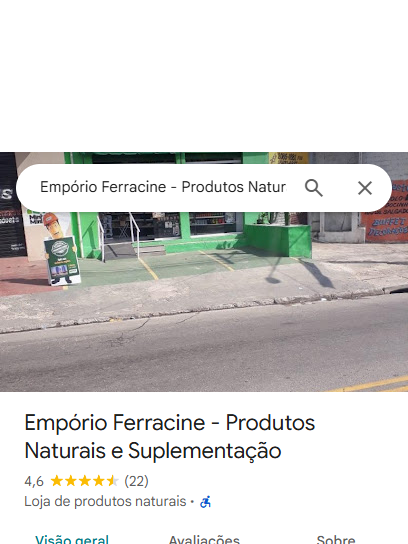 Empório Ferracine - Produtos Natur
Empório Ferracine - Produtos
Naturais e Suplementação
4,6 (22)
Loja de produtos naturais ·
Visão geral Avaliações Sobre